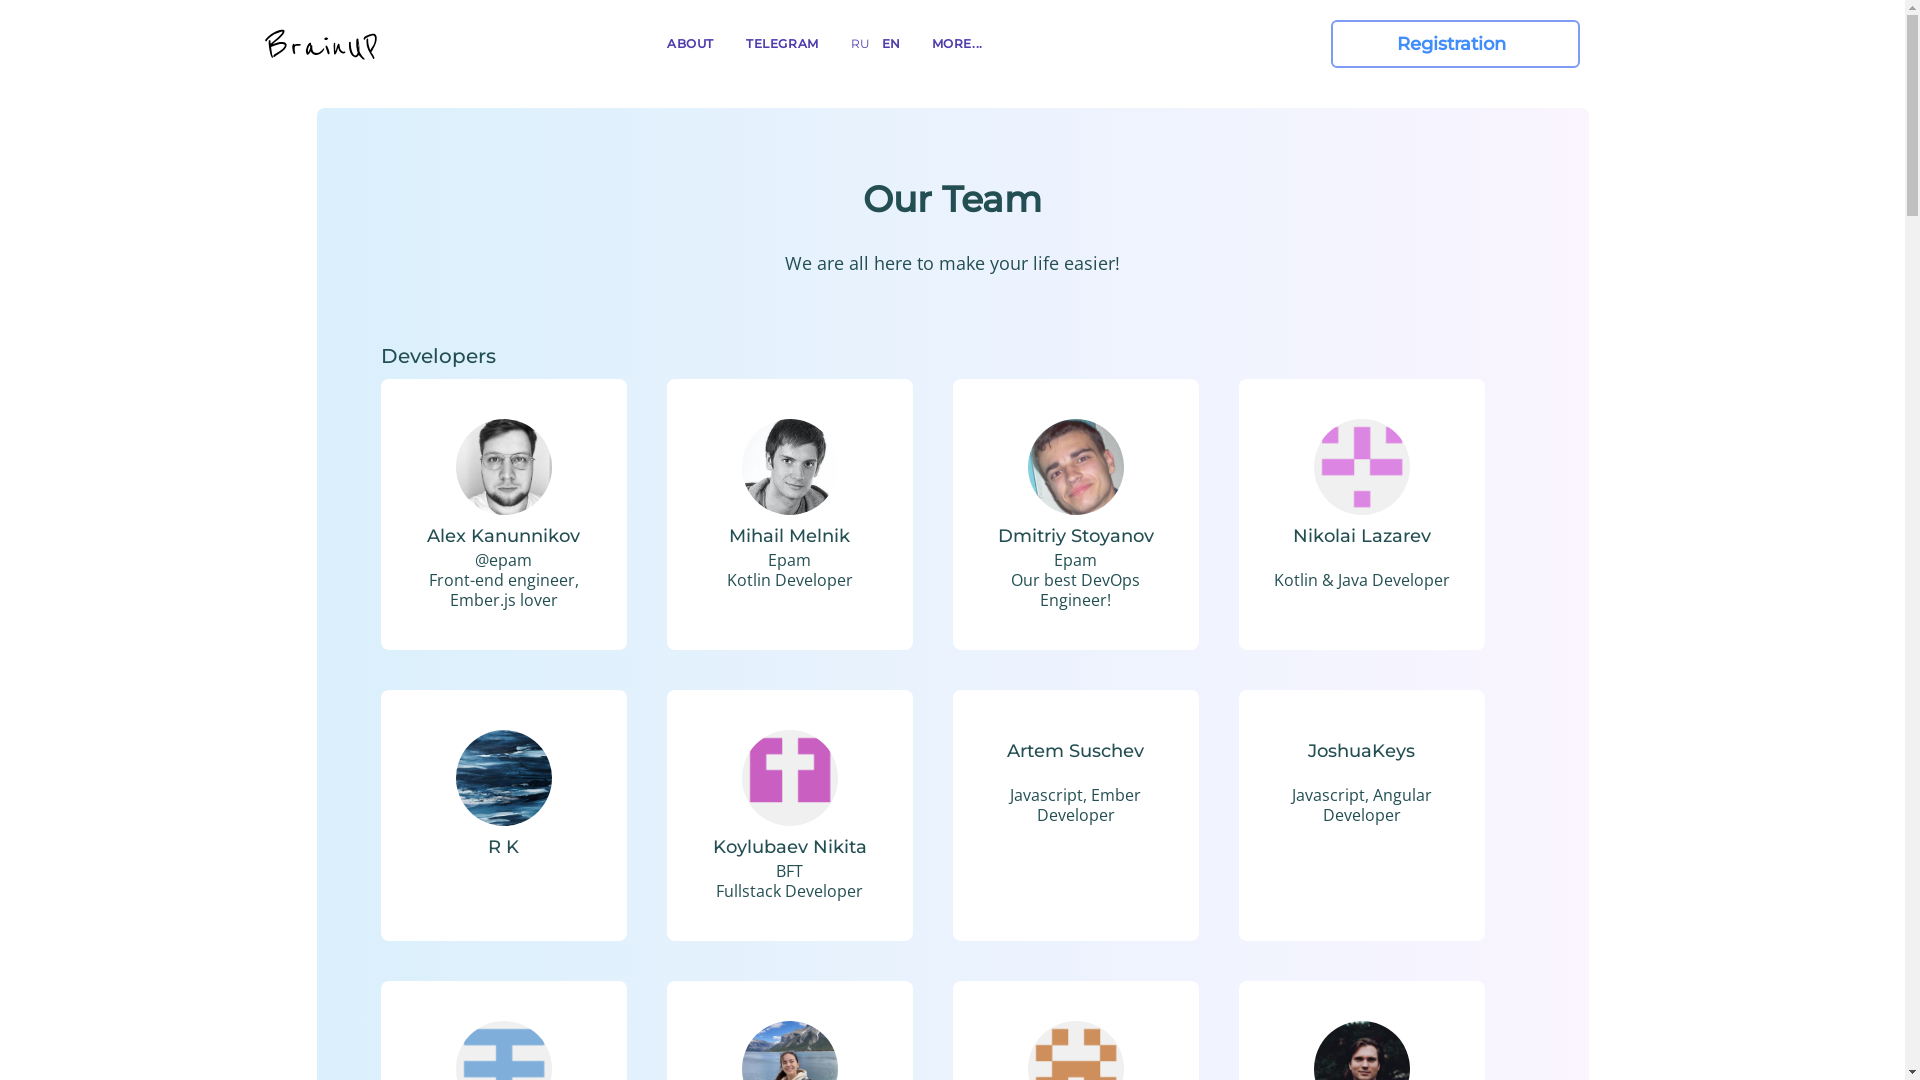 BrainUP
ABOUT
TELEGRAM
RU
EN
MORE...
Registration
Our Team
We are all here to make your life easier!
Developers
Alex Kanunnikov
@epam
Front-end engineer,
Ember.js lover
Mihail Melnik
Epam
Kotlin Developer
Dmitriy Stoyanov
Epam
Our best DevOps
Engineer!
Nikolai Lazarev
Kotlin & Java Developer
R K
Koylubaev Nikita
BFT
Fullstack Developer
Artem Suschev
Javascript, Ember
Developer
JoshuaKeys
Javascript, Angular
Developer